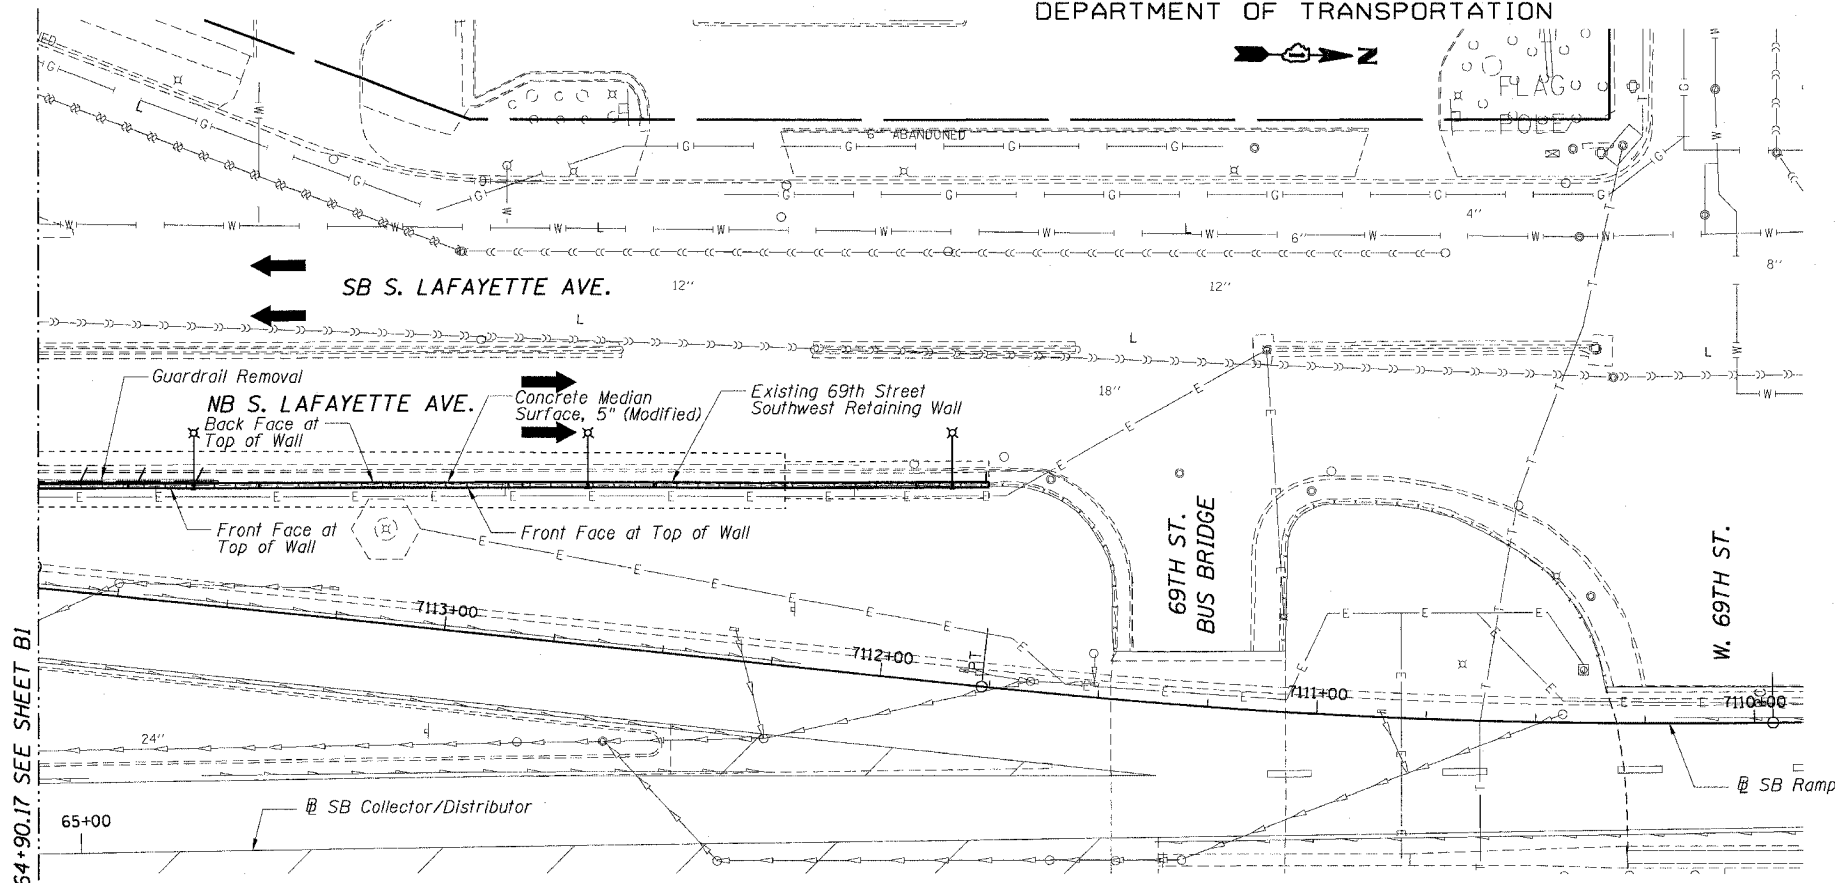 DEPARTMENT OF TRANSPORTATION
N
FLAG
POLE
6" ABANDONED
4"
6"
8"
SB S. LAFAYETTE AVE.
12"
12"
Guardrail Removal
NB S. LAFAYETTE AVE.
Back Face at
Top of Wall
Concrete Median
Surface, 5" (Modified)
Existing 69th Street
Southwest Retaining Wall
18"
Front Face at
Top of Wall
Front Face at Top of Wall
69TH ST.
BUS BRIDGE
W. 69TH ST.
7113+00
7112+00
PT
7111+00
7110+00
24"
SB Collector/Distributor
SB Ramp
65+00
64+90.17 SEE SHEET B1